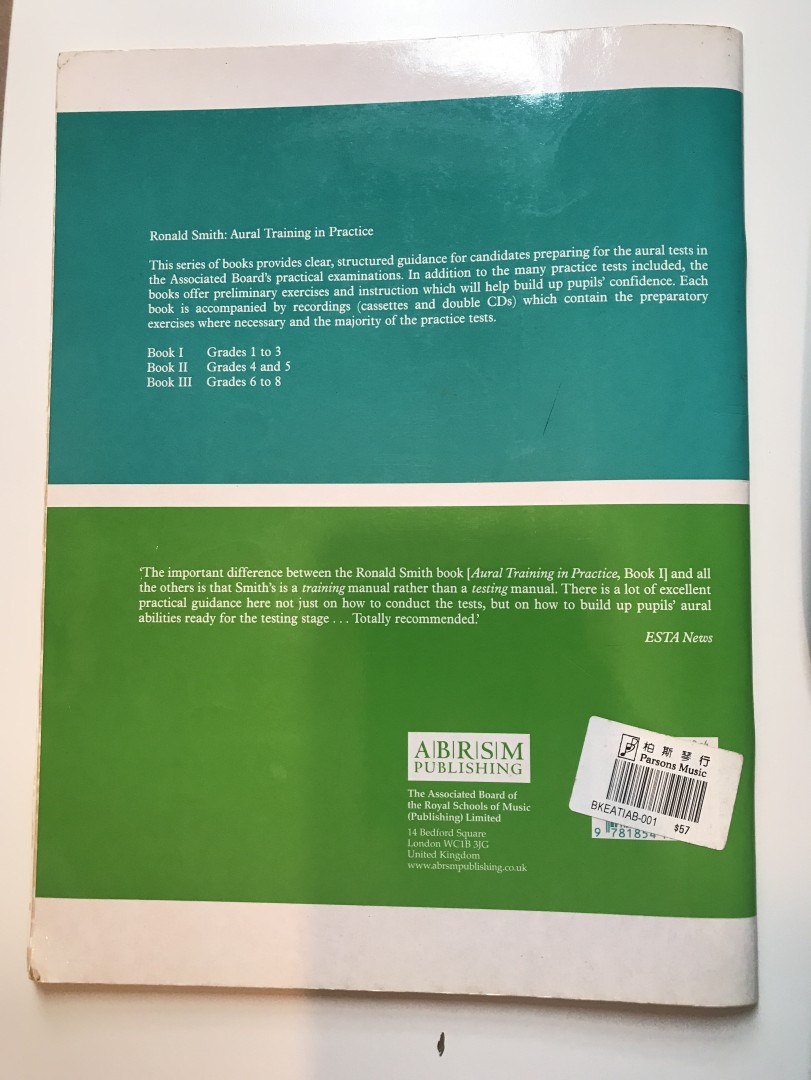 Ronald Smith: Aural Training in Practice
This series of books provides clear, structured guidance for candidates preparing for the aural tests in
the Associated Board's practical examinations. In addition to the many practice tests included, the
books offer preliminary exercises and instruction which will help build up pupils' confidence. Each
book is accompanied by recordings (cassettes and double CDs) which contain the preparatory
exercises where necessary and the majority of the practice tests.
Book I Grades 1 to 3
Book II Grades 4 and 5
Book III Grades 6 to 8
'The important difference between the Ronald Smith book [Aural Training in Practice, Book I] and all
the others is that Smith's is a training manual rather than a testing manual. There is a lot of excellent
practical guidance here not just on how to conduct the tests, but on how to build up pupils' aural
abilities ready for the testing stage . . . Totally recommended.'
ESTA News
A|B|R|S|M
PUBLISHING
The Associated Board of
the Royal Schools of Music
(Publishing) Limited
14 Bedford Square
London WC1B 3JG
United Kingdom
www.abrsmpublishing.co.uk
柏斯琴行
Parsons Music
BKEATIAB-001 $57
9 781854